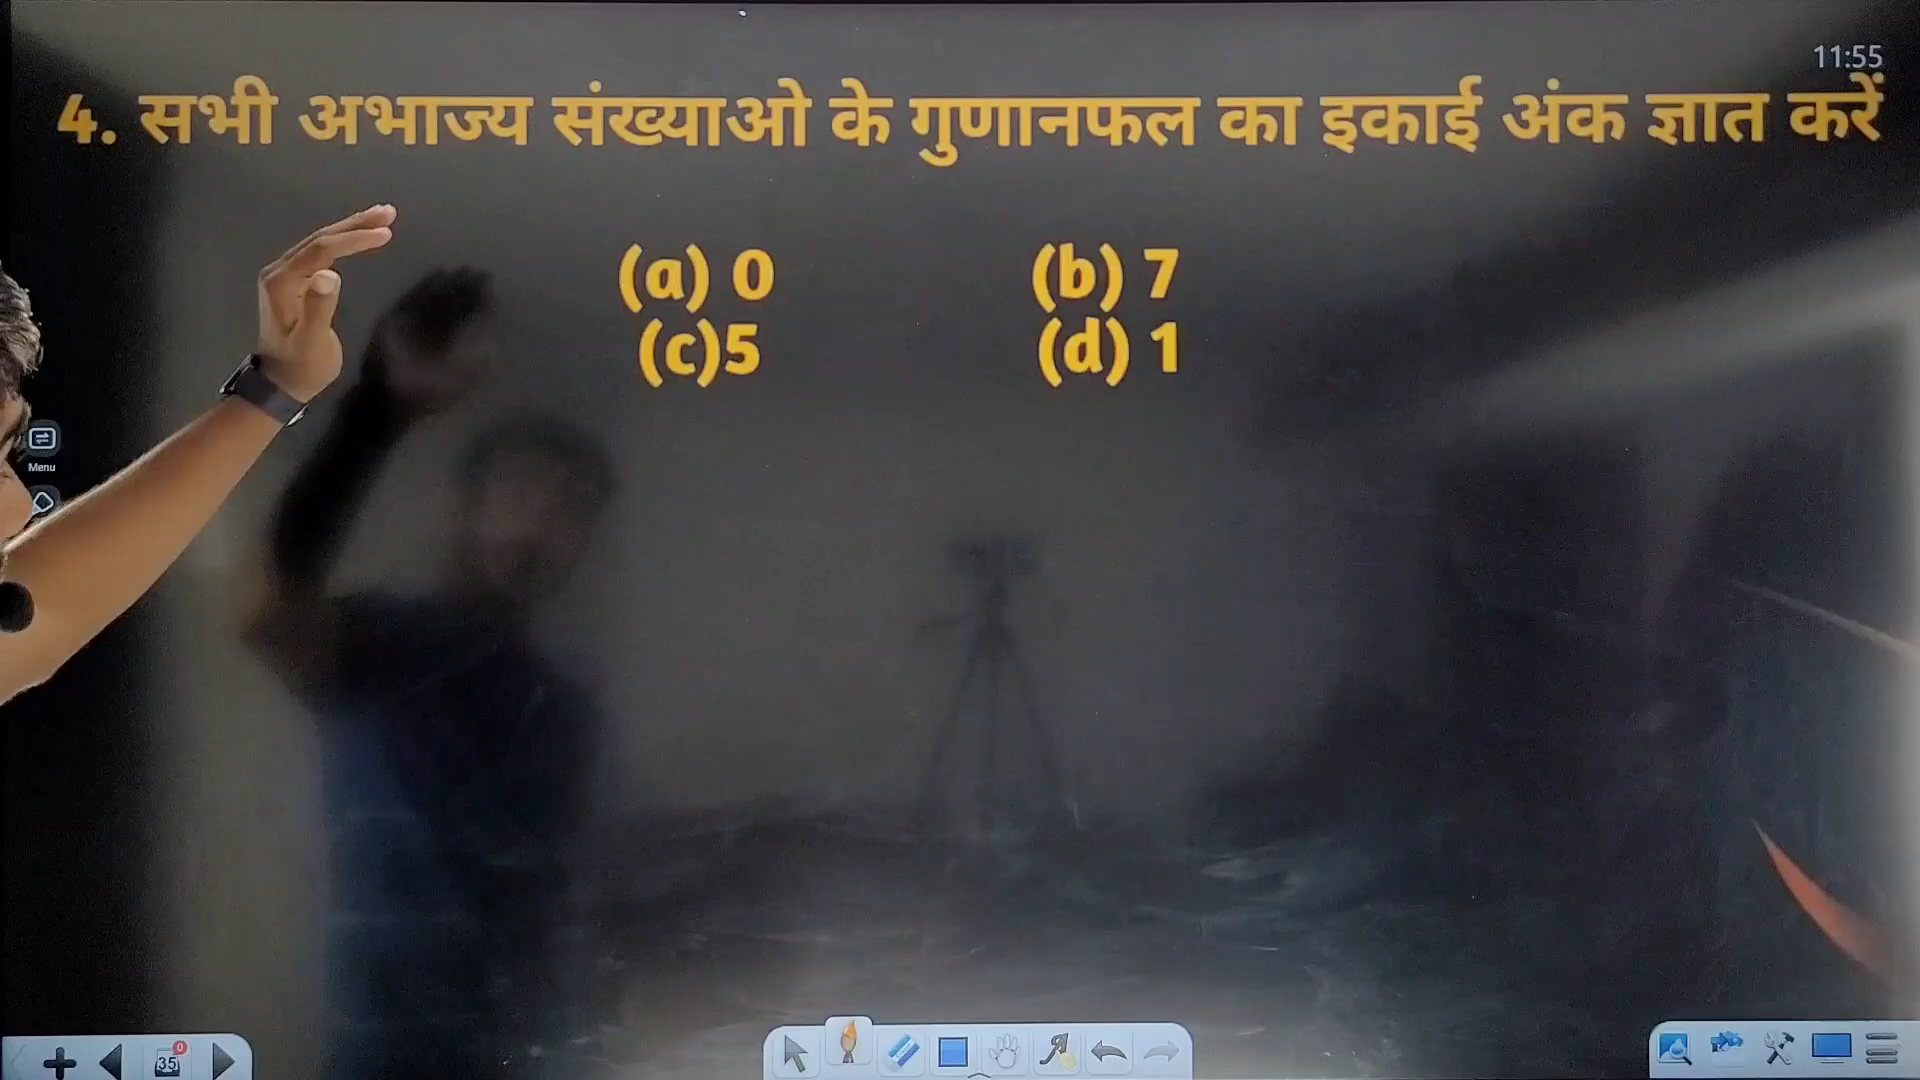 11:55
4. सभी अभाज्य संख्याओ के गुणानफल का इकाई अंक ज्ञात करें
(a) 0 (b) 7
(c)5 (d) 1
Menu
35
0